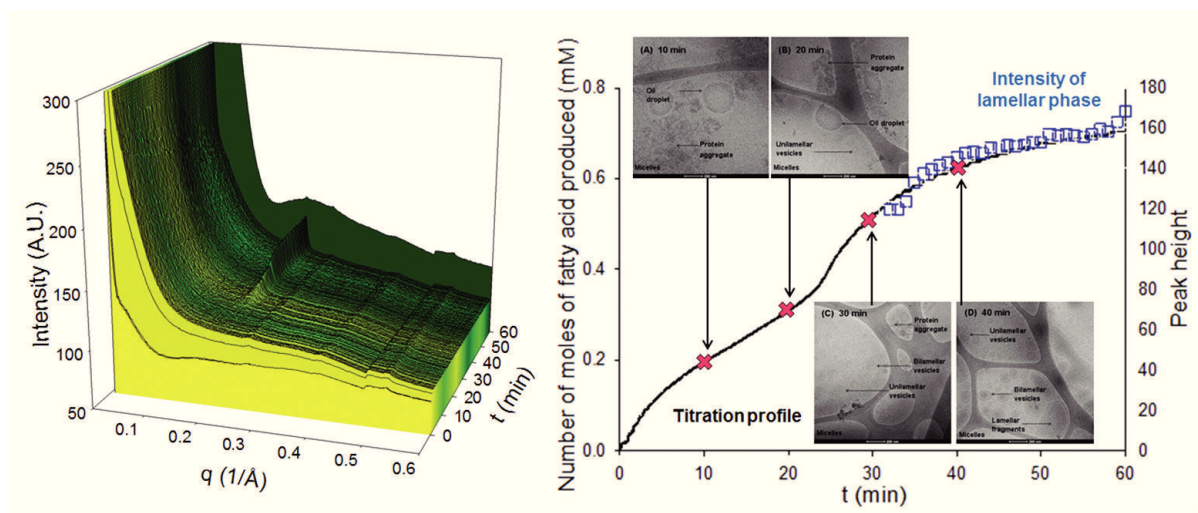 300
250
200
150
100
50
Intensity (A.U.)
0.1
0.2
0.3
0.4
0.5
0.6
q (1/Å)
0
10
20
30
40
50
60
t (min)
Number of moles of fatty acid produced (mM)
0.8
0.6
0.4
0.2
0.0
(A) 10 min
Oil
droplet
Protein
aggregate
Micelles
(B) 20 min
Protein
aggregate
Oil droplet
Unilamellar
vesicles
Micelles
Intensity of
lamellar phase
(C) 30 min
Protein
aggregate
Bilamellar
vesicles
Unilamellar
vesicles
Micelles
(D) 40 min
Unilamellar
vesicles
Bilamellar
vesicles
Lamellar
fragments
Micelles
Titration profile
0
10
20
30
40
50
60
t (min)
180
160
140
120
100
80
60
40
20
0
Peak height